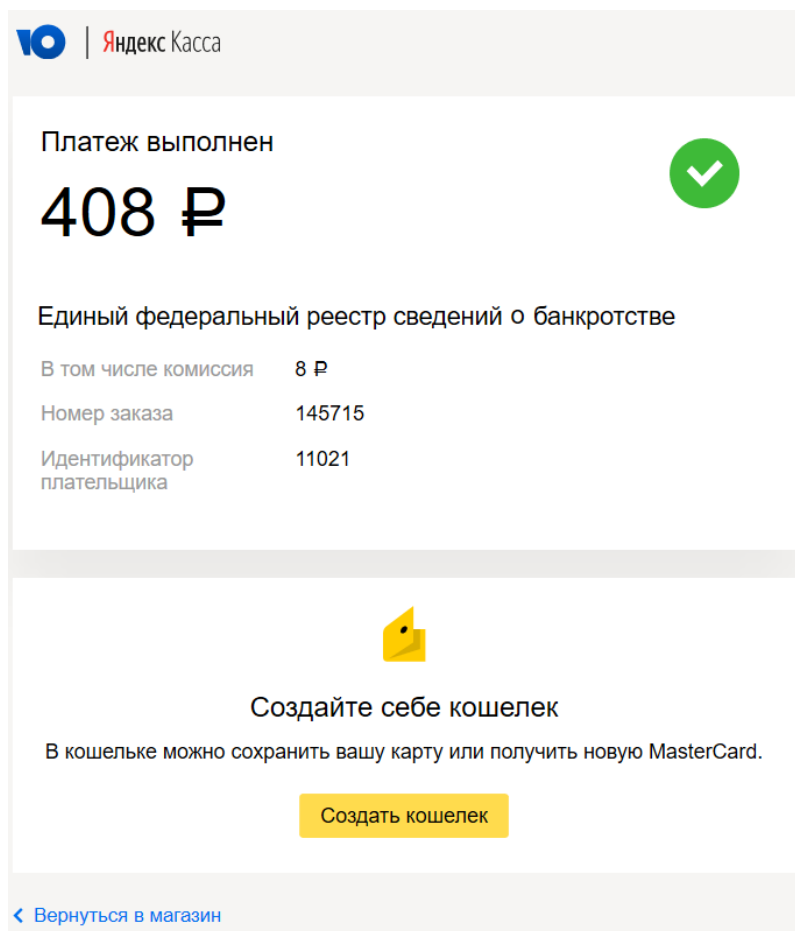 Ю | Яндекс Касса
Платеж выполнен
408 ₽
Единый федеральный реестр сведений о банкротстве
В том числе комиссия 8 ₽
Номер заказа 145715
Идентификатор 11021
плательщика
Создайте себе кошелек
В кошельке можно сохранить вашу карту или получить новую MasterCard.
Создать кошелек
Вернуться в магазин